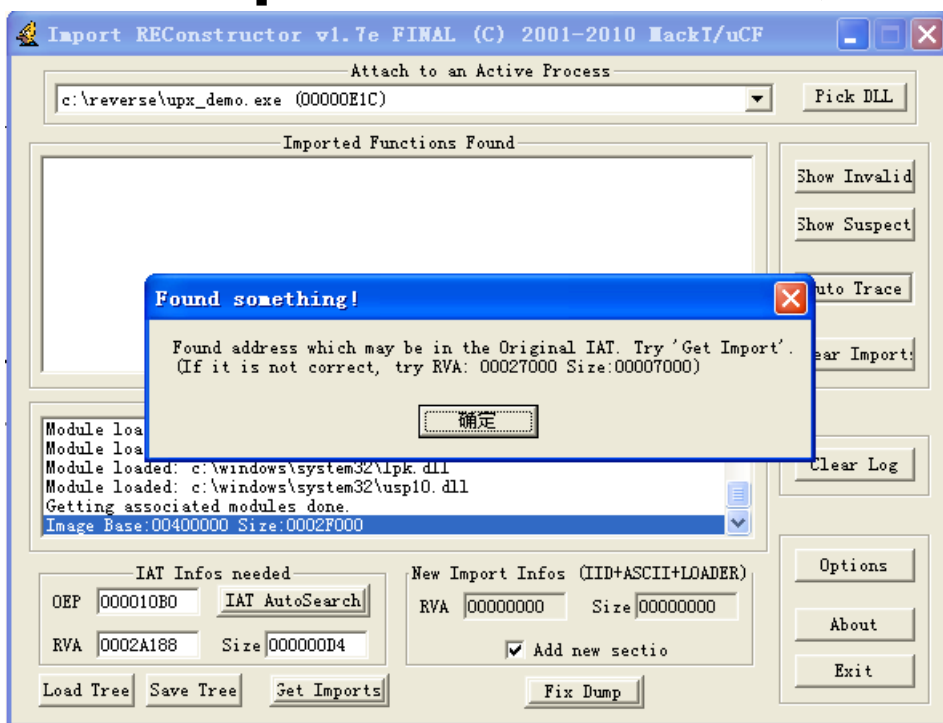 Import REConstructor v1.7e FINAL (C) 2001-2010 MackT/uCF
Attach to an Active Process
c:\reverse\upx_demo.exe (00000E1C)
Pick DLL
Imported Functions Found
Show Invalid
Show Suspect
uto Trace
ear Import:
Found something!
Found address which may be in the Original IAT. Try 'Get Import'.
(If it is not correct, try RVA: 00027000 Size:00007000)
确定
Module loa
Module loa
Module loaded: c:\windows\system32\lpk.dll
Module loaded: c:\windows\system32\usp10.dll
Getting associated modules done.
Image Base:00400000 Size:0002F000
Clear Log
IAT Infos needed
OEP 000010B0 IAT AutoSearch
RVA 0002A188 Size 000000D4
New Import Infos (IID+ASCII+LOADER)
RVA 00000000 Size 00000000
Add new sectio
Options
About
Exit
Load Tree Save Tree Get Imports Fix Dump